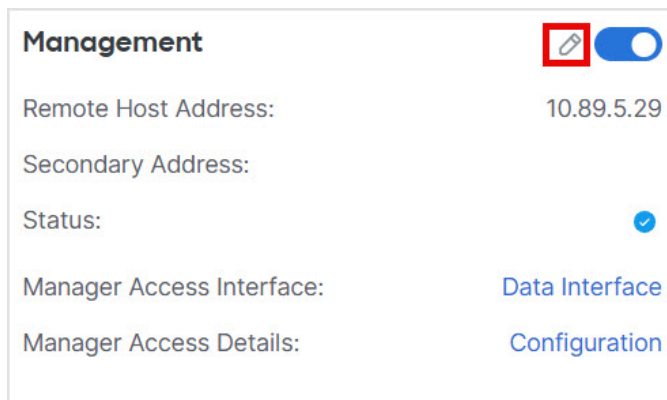 Management
Remote Host Address: 10.89.5.29
Secondary Address:
Status:
Manager Access Interface: Data Interface
Manager Access Details: Configuration